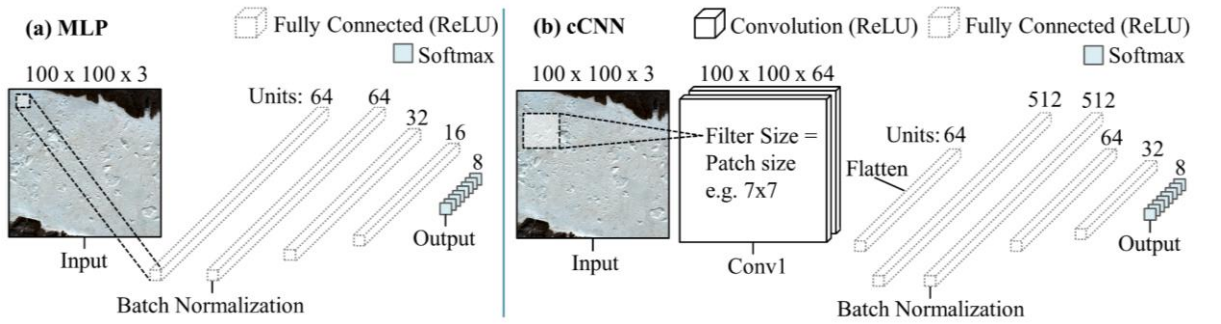 (a) MLP
Fully Connected (ReLU)
Softmax
100 x 100 x 3
Units: 64
64
32
16
8
Output
Input
Batch Normalization
(b) cCNN
Convolution (ReLU)
Fully Connected (ReLU)
Softmax
100 x 100 x 3
100 x 100 x 64
Filter Size =
Patch size
e.g. 7x7
Units: 64
512
512
64
32
8
Flatten
Output
Input
Conv1
Batch Normalization